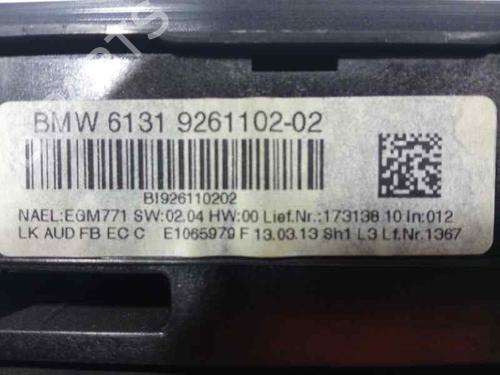 PARTS
BMW 6131 9261102-02
BI926110202
NAEL:EGM771 SW:02.04 HW:00 Lief.Nr.:173138 10 In:012
LK AUD FB EC C E1065979 F 13.03.13 Sh1 L3 Lf.Nr.1367